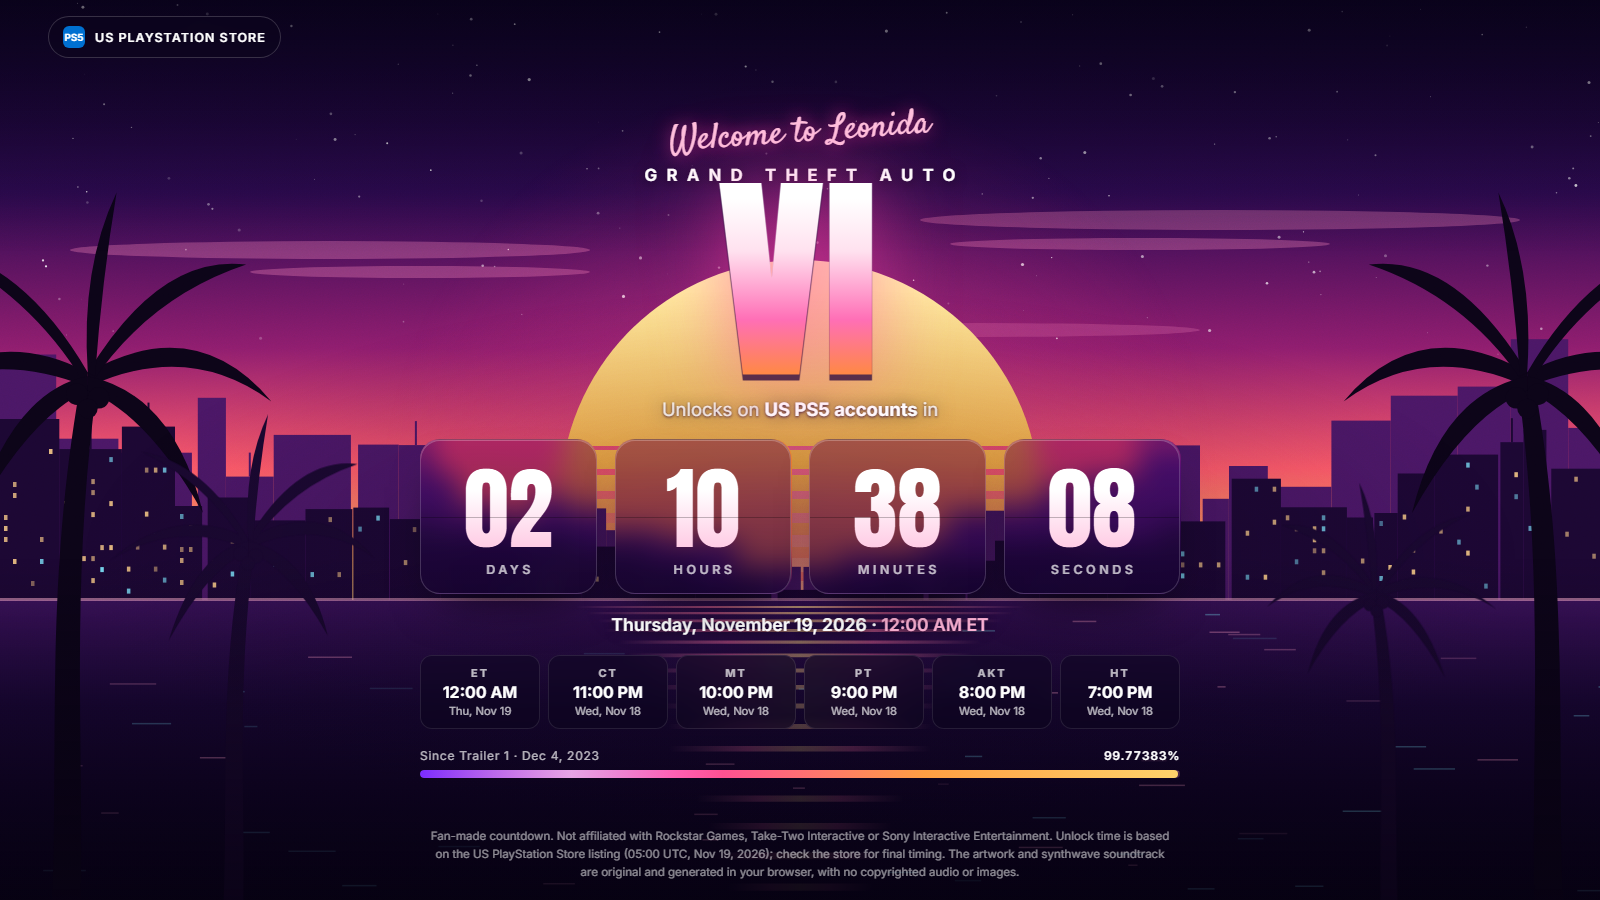 PS5 US PLAYSTATION STORE
Welcome to Leonida
GRAND THEFT AUTO
VI
Unlocks on US PS5 accounts in
02 10 38 08
DAYS HOURS MINUTES SECONDS
Thursday, November 19, 2026 · 12:00 AM ET
ET CT MT PT AKT HT
12:00 AM 11:00 PM 10:00 PM 9:00 PM 8:00 PM 7:00 PM
Thu, Nov 19 Wed, Nov 18 Wed, Nov 18 Wed, Nov 18 Wed, Nov 18 Wed, Nov 18
Since Trailer 1 · Dec 4, 2023 99.77383%
Fan-made countdown. Not affiliated with Rockstar Games, Take-Two Interactive or Sony Interactive Entertainment. Unlock time is based
on the US PlayStation Store listing (05:00 UTC, Nov 19, 2026); check the store for final timing. The artwork and synthwave soundtrack
are original and generated in your browser, with no copyrighted audio or images.